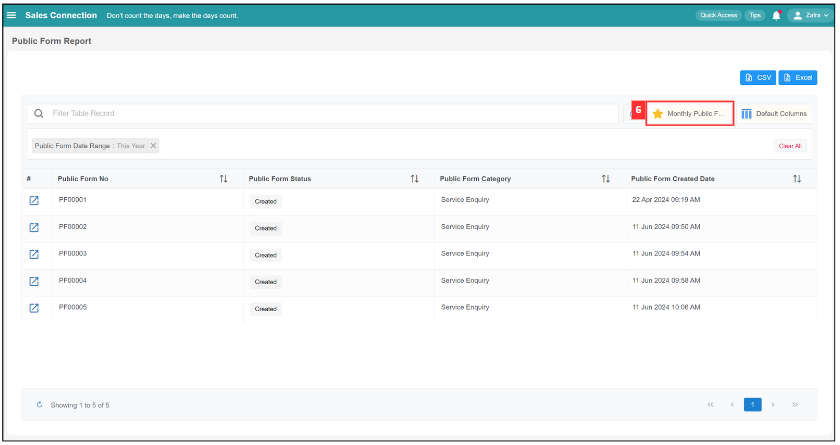 Sales Connection Don't count the days, make the days count. Quick Access Tips Zafra
Public Form Report
CSV Excel
Filter Table Record 6 Monthly Public F... Default Columns
Public Form Date Range : This Year Clear All
# Public Form No Public Form Status Public Form Category Public Form Created Date
PF00001 Created Service Enquiry 22 Apr 2024 09:19 AM
PF00002 Created Service Enquiry 11 Jun 2024 09:50 AM
PF00003 Created Service Enquiry 11 Jun 2024 09:54 AM
PF00004 Created Service Enquiry 11 Jun 2024 09:58 AM
PF00005 Created Service Enquiry 11 Jun 2024 10:06 AM
Showing 1 to 5 of 5 << < 1 > >>